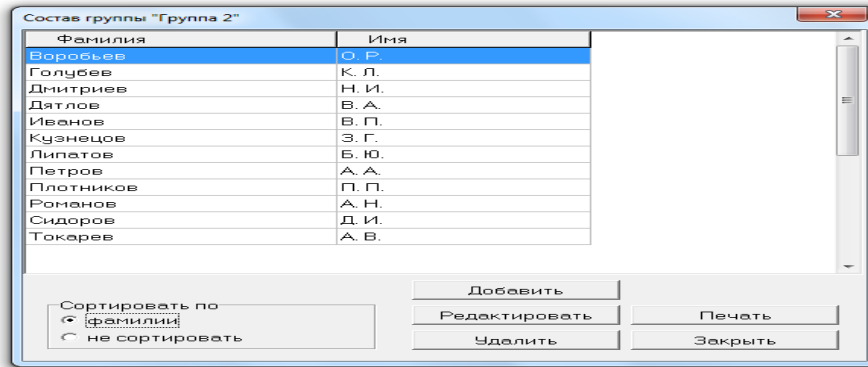 Состав группы "Группа 2"
Фамилия Имя
Воробьев О. Р.
Голубев К. Л.
Дмитриев Н. И.
Дятлов В. А.
Иванов В. П.
Кузнецов З. Г.
Липатов Б. Ю.
Петров А. А.
Плотников П. П.
Романов А. Н.
Сидоров Д. И.
Токарев А. В.
Добавить
Сортировать по
фамилии Редактировать Печать
не сортировать Удалить Закрыть